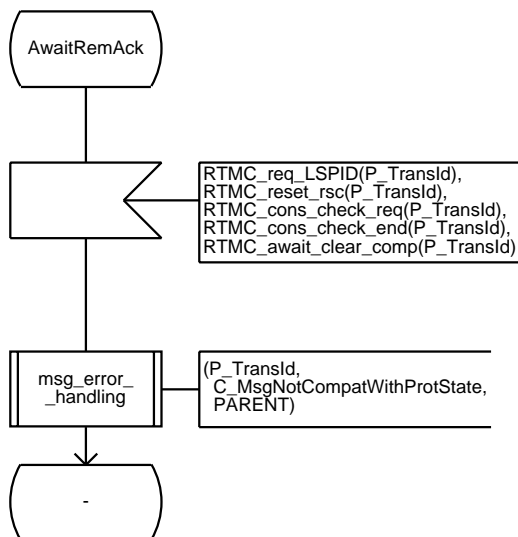 AwaitRemAck
RTMC_req_LSPID(P_TransId),
RTMC_reset_rsc(P_TransId),
RTMC_cons_check_req(P_TransId),
RTMC_cons_check_end(P_TransId),
RTMC_await_clear_comp(P_TransId)
msg_error_
_handling
(P_TransId,
C_MsgNotCompatWithProtState,
PARENT)
-